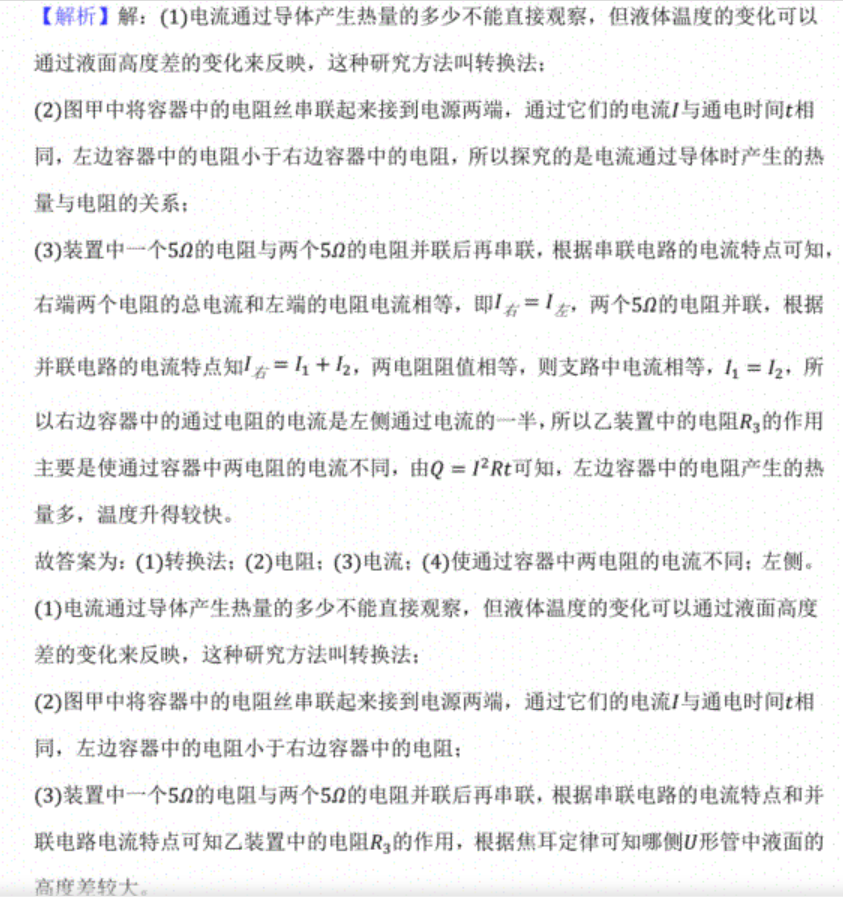 【解析】解：(1)电流通过导体产生热量的多少不能直接观察，但液体温度的变化可以
通过液面高度差的变化来反映，这种研究方法叫转换法；
(2)图甲中将容器中的电阻丝串联起来接到电源两端，通过它们的电流I与通电时间t相
同，左边容器中的电阻小于右边容器中的电阻，所以探究的是电流通过导体时产生的热
量与电阻的关系；
(3)装置中一个5Ω的电阻与两个5Ω的电阻并联后再串联，根据串联电路的电流特点可知，
右端两个电阻的总电流和左端的电阻电流相等，即I右 = I左，两个5Ω的电阻并联，根据
并联电路的电流特点知I右 = I₁ + I₂，两电阻阻值相等，则支路中电流相等，I₁ = I₂，所
以右边容器中的通过电阻的电流是左侧通过电流的一半，所以乙装置中的电阻R₃的作用
主要是使通过容器中两电阻的电流不同，由Q = I²Rt可知，左边容器中的电阻产生的热
量多，温度升得较快。
故答案为：(1)转换法；(2)电阻；(3)电流；(4)使通过容器中两电阻的电流不同；左侧。
(1)电流通过导体产生热量的多少不能直接观察，但液体温度的变化可以通过液面高度
差的变化来反映，这种研究方法叫转换法；
(2)图甲中将容器中的电阻丝串联起来接到电源两端，通过它们的电流I与通电时间t相
同，左边容器中的电阻小于右边容器中的电阻；
(3)装置中一个5Ω的电阻与两个5Ω的电阻并联后再串联，根据串联电路的电流特点和并
联电路电流特点可知乙装置中的电阻R₃的作用，根据焦耳定律可知哪侧U形管中液面的
高度差较大。